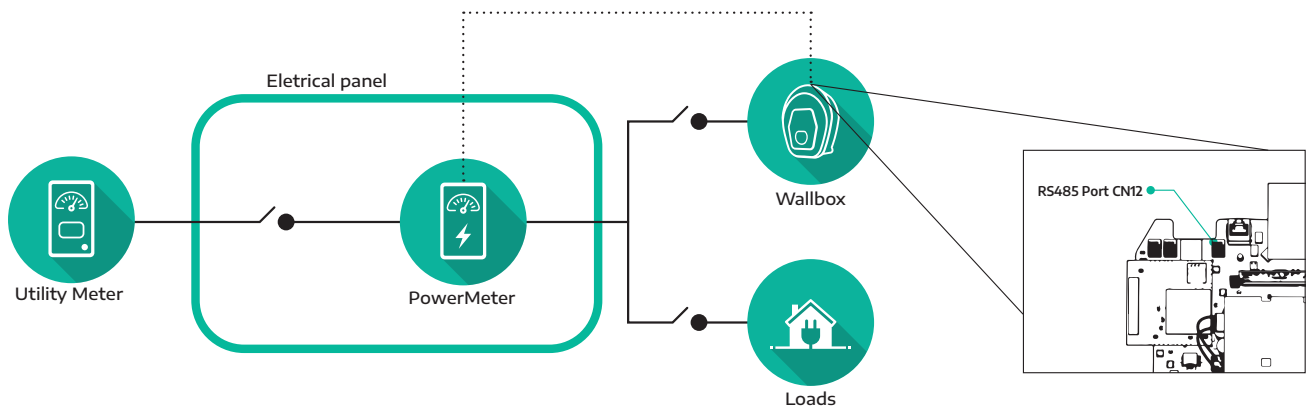 Eletrical panel
RS485 Port CN12
Wallbox
Utility Meter
PowerMeter
Loads